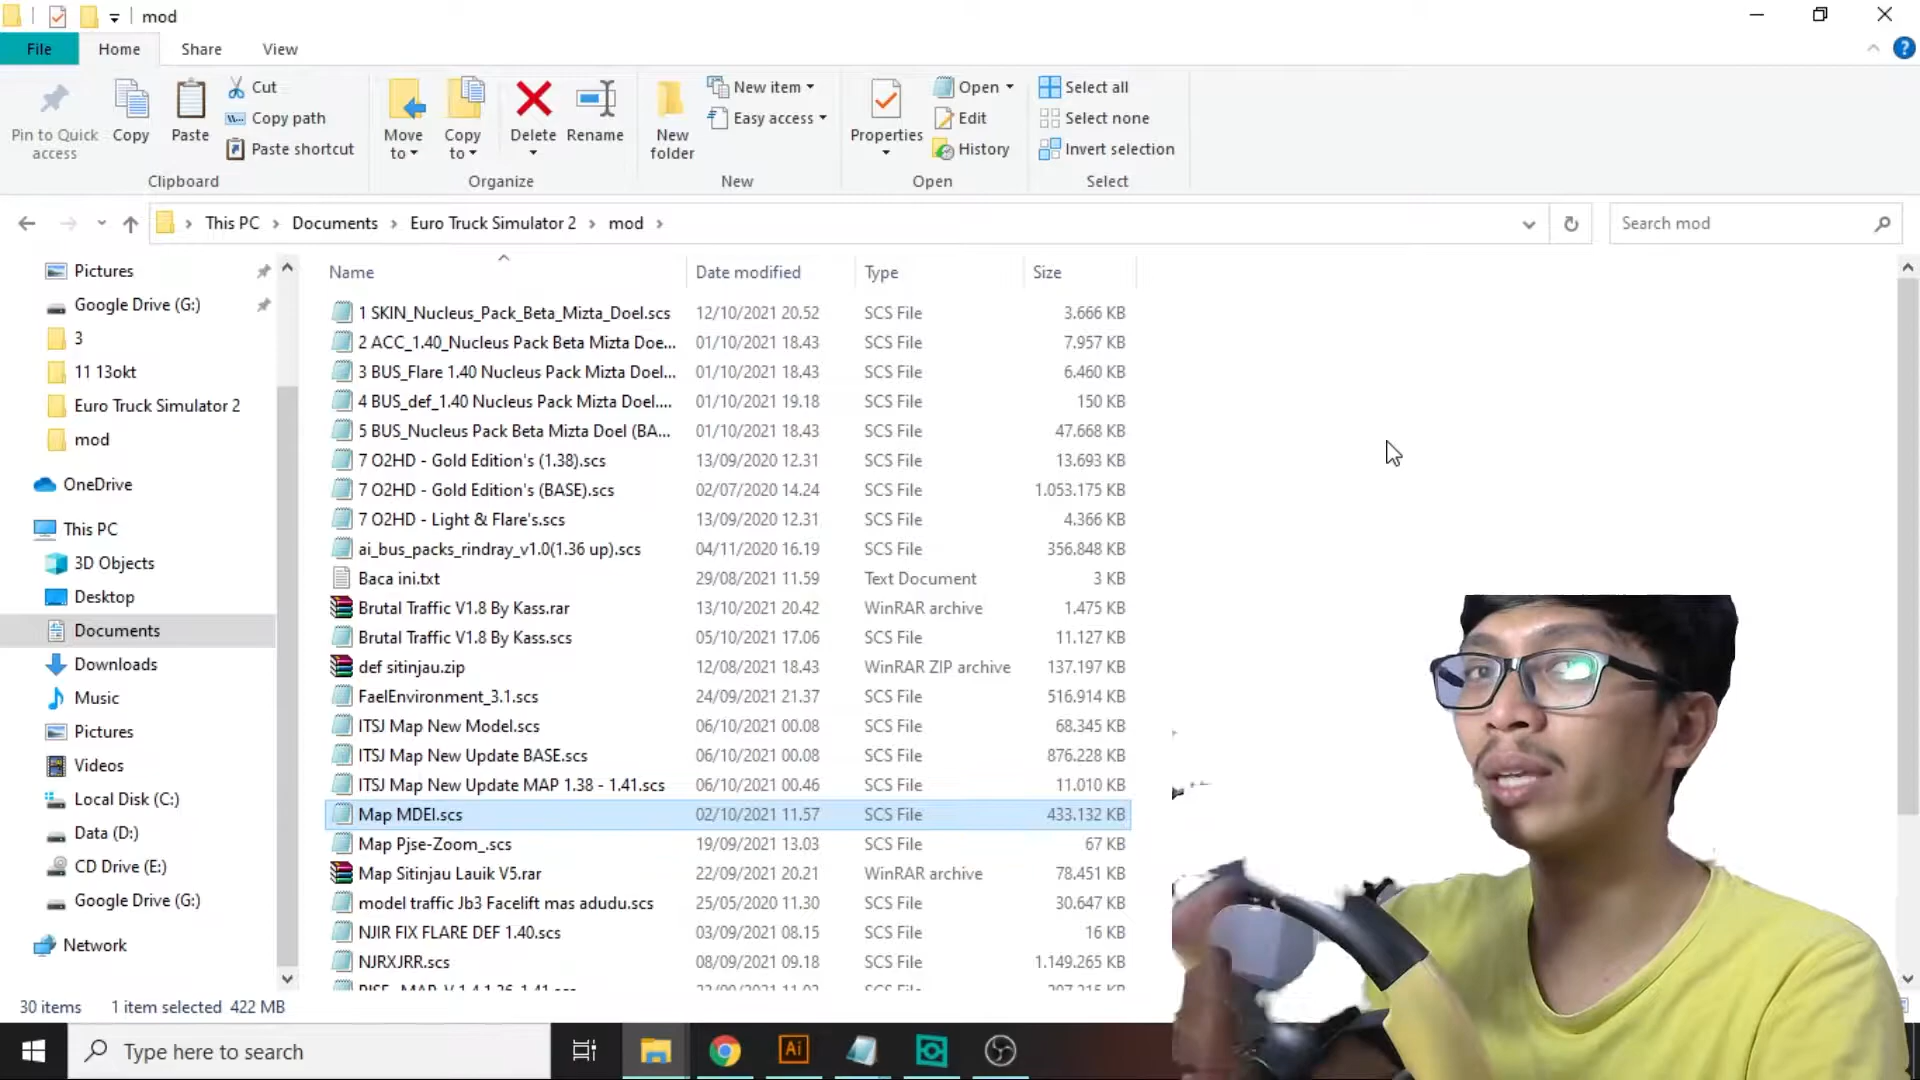 mod
File Home Share View
Pin to Quick access
Copy
Paste
Cut
Copy path
Paste shortcut
Clipboard
Move to
Copy to
Delete
Rename
Organize
New folder
New item
Easy access
New
Properties
Open
Edit
History
Open
Select all
Select none
Invert selection
Select
This PC Documents Euro Truck Simulator 2 mod
Search mod
Pictures
Google Drive (G:)
3
11 13okt
Euro Truck Simulator 2
mod
OneDrive
This PC
3D Objects
Desktop
Documents
Downloads
Music
Pictures
Videos
Local Disk (C:)
Data (D:)
CD Drive (E:)
Google Drive (G:)
Network
Name Date modified Type Size
1 SKIN_Nucleus_Pack_Beta_Mizta_Doel.scs 12/10/2021 20.52 SCS File 3.666 KB
2 ACC_1.40_Nucleus Pack Beta Mizta Doe... 01/10/2021 18.43 SCS File 7.957 KB
3 BUS_Flare 1.40 Nucleus Pack Mizta Doel... 01/10/2021 18.43 SCS File 6.460 KB
4 BUS_def_1.40 Nucleus Pack Mizta Doel.... 01/10/2021 19.18 SCS File 150 KB
5 BUS_Nucleus Pack Beta Mizta Doel (BA... 01/10/2021 18.43 SCS File 47.668 KB
7 O2HD - Gold Edition's (1.38).scs 13/09/2020 12.31 SCS File 13.693 KB
7 O2HD - Gold Edition's (BASE).scs 02/07/2020 14.24 SCS File 1.053.175 KB
7 O2HD - Light & Flare's.scs 13/09/2020 12.31 SCS File 4.366 KB
ai_bus_packs_rindray_v1.0(1.36 up).scs 04/11/2020 16.19 SCS File 356.848 KB
Baca ini.txt 29/08/2021 11.59 Text Document 3 KB
Brutal Traffic V1.8 By Kass.rar 13/10/2021 20.42 WinRAR archive 1.475 KB
Brutal Traffic V1.8 By Kass.scs 05/10/2021 17.06 SCS File 11.127 KB
def sitinjau.zip 12/08/2021 18.43 WinRAR ZIP archive 137.197 KB
FaelEnvironment_3.1.scs 24/09/2021 21.37 SCS File 516.914 KB
ITSJ Map New Model.scs 06/10/2021 00.08 SCS File 68.345 KB
ITSJ Map New Update BASE.scs 06/10/2021 00.08 SCS File 876.228 KB
ITSJ Map New Update MAP 1.38 - 1.41.scs 06/10/2021 00.46 SCS File 11.010 KB
Map MDEI.scs 02/10/2021 11.57 SCS File 433.132 KB
Map Pjse-Zoom_.scs 19/09/2021 13.03 SCS File 67 KB
Map Sitinjau Lauik V5.rar 22/09/2021 20.21 WinRAR archive 78.451 KB
model traffic Jb3 Facelift mas adudu.scs 25/05/2020 11.30 SCS File 30.647 KB
NJIR FIX FLARE DEF 1.40.scs 03/09/2021 08.15 SCS File 16 KB
NJRXJRR.scs 08/09/2021 09.18 SCS File 1.149.265 KB
30 items 1 item selected 422 MB
Type here to search
Ai